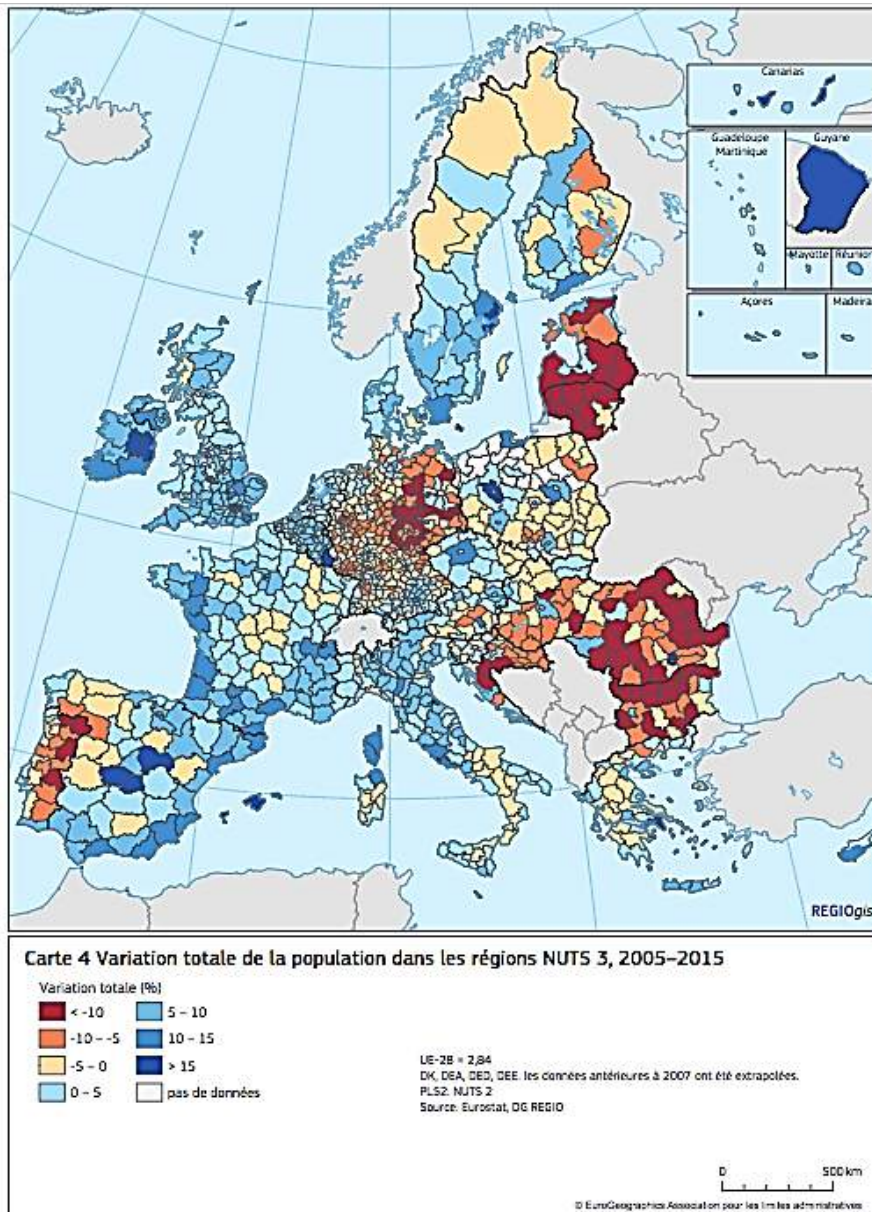 Canarias
Guadeloupe
Martinique
Guyane
Mayotte
Réunion
Açores
Madeira
REGIOgis
Carte 4 Variation totale de la population dans les régions NUTS 3, 2005–2015
Variation totale (%)
< -10
-10 – -5
-5 – 0
0 – 5
5 – 10
10 – 15
> 15
pas de données
UE-28 = 2,84
DK, DEA, DED, DEE: les données antérieures à 2007 ont été extrapolées.
PL52: NUTS 2
Source: Eurostat, DG REGIO
0
500 km
© EuroGeographics Association pour les limites administratives